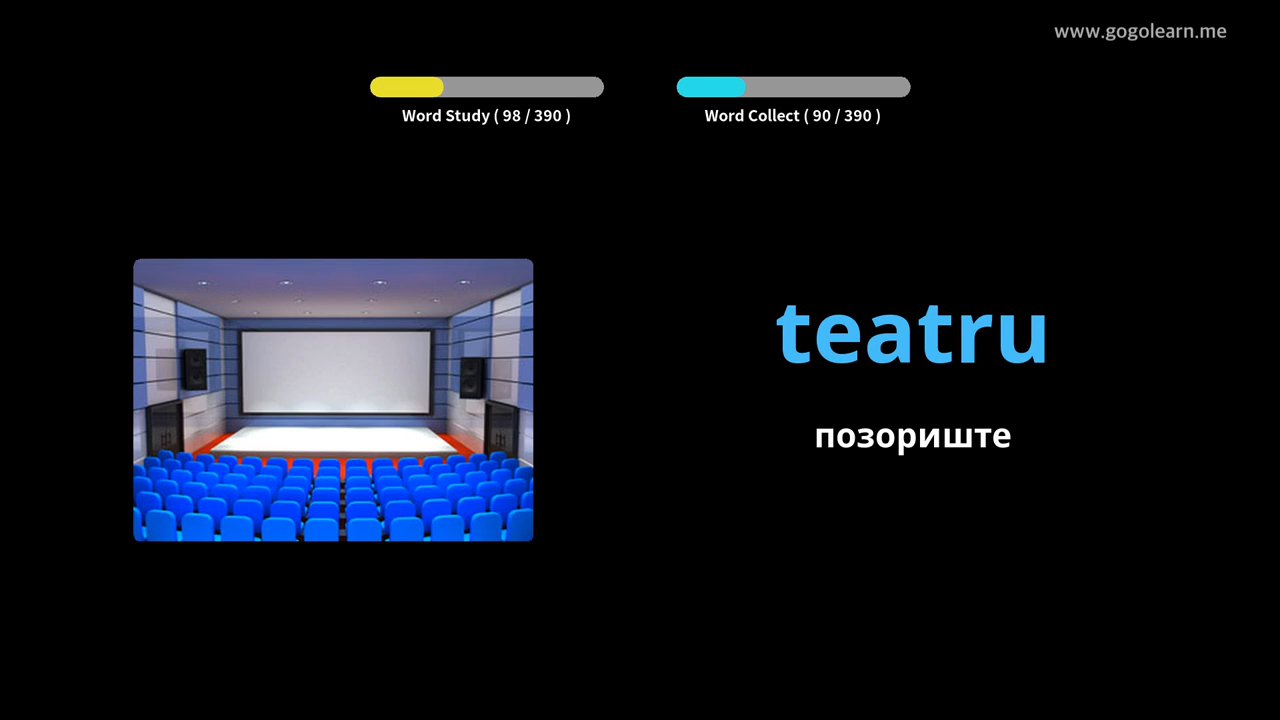 www.gogolearn.me
Word Study ( 98 / 390 )
Word Collect ( 90 / 390 )
teatru
позориште